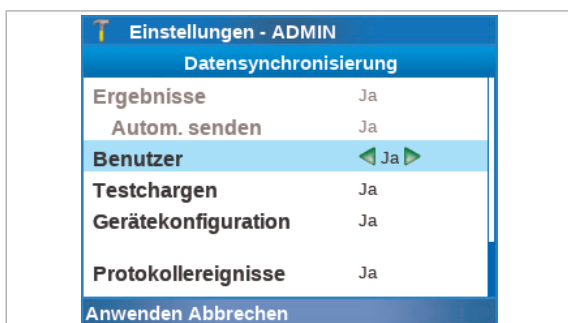 Einstellungen - ADMIN
Datensynchronisierung
Ergebnisse Ja
Autom. senden Ja
Benutzer Ja
Testchargen Ja
Gerätekonfiguration Ja
Protokollereignisse Ja
Anwenden Abbrechen